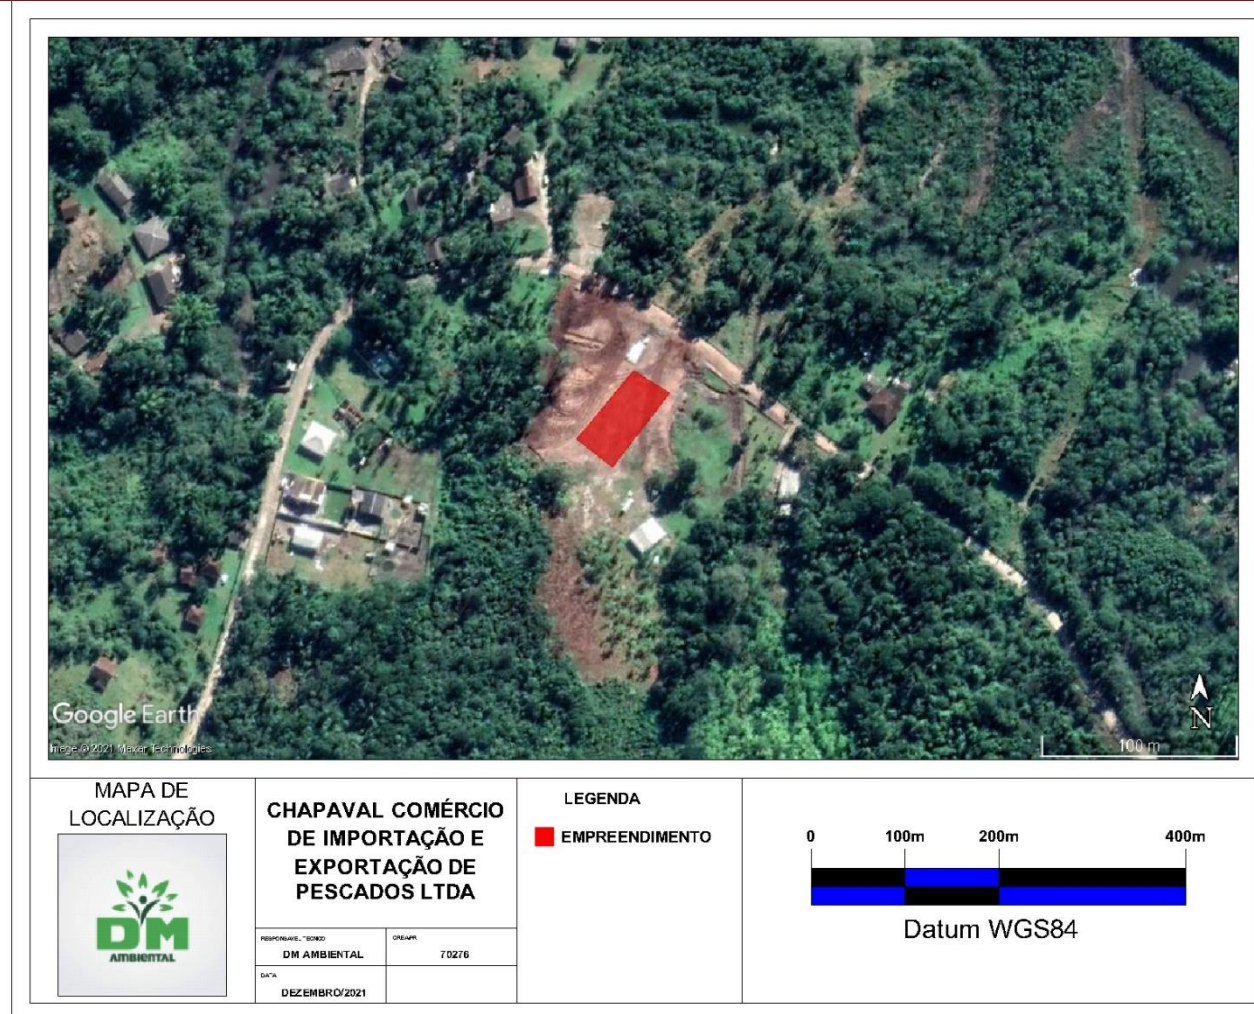 Google Earth
Image © 2021 Maxar Technologies
N
100 m
MAPA DE
LOCALIZAÇÃO
DM
AMBIENTAL
CHAPAVAL COMÉRCIO
DE IMPORTAÇÃO E
EXPORTAÇÃO DE
PESCADOS LTDA
RESPONSÁVEL TÉCNICO
DM AMBIENTAL
CREA/PR
70276
DATA
DEZEMBRO/2021
LEGENDA
EMPREENDIMENTO
0 100m 200m 400m
Datum WGS84